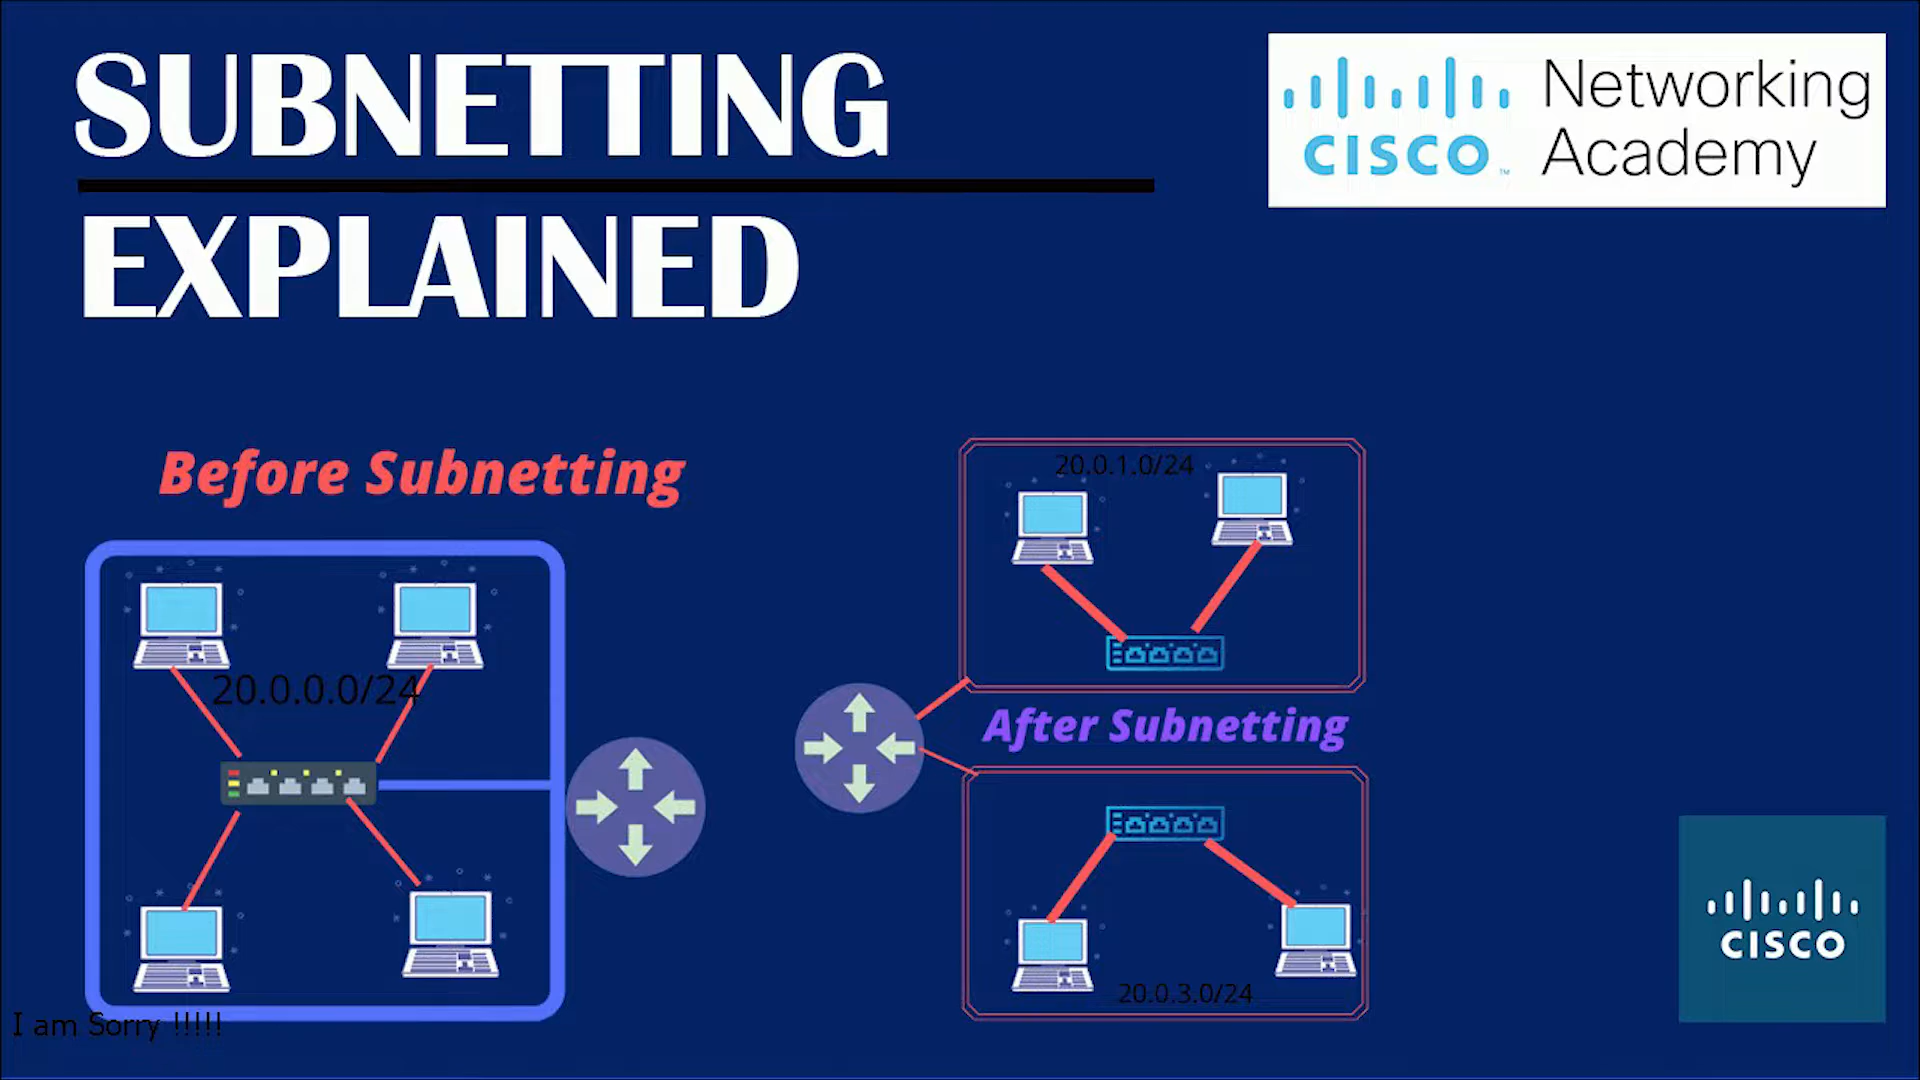 SUBNETTING
EXPLAINED
Networking
Academy
CISCO
Before Subnetting
20.0.0.0/24
20.0.1.0/24
After Subnetting
20.0.3.0/24
CISCO
I am Sorry !!!!!